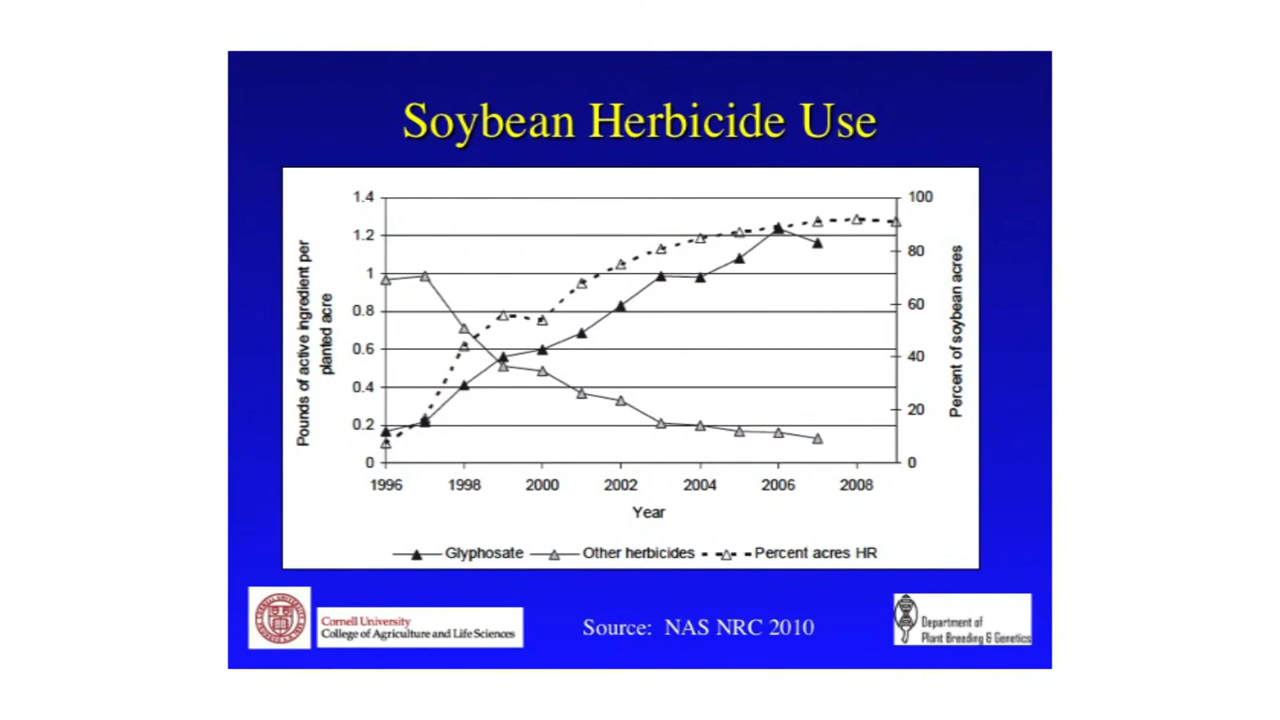 Soybean Herbicide Use
1.4
1.2
1
0.8
0.6
0.4
0.2
0
100
80
60
40
20
0
Pounds of active ingredient per
planted acre
Percent of soybean acres
1996 1998 2000 2002 2004 2006 2008
Year
Glyphosate Other herbicides Percent acres HR
Cornell University
College of Agriculture and Life Sciences
Source: NAS NRC 2010
Department of
Plant Breeding & Genetics